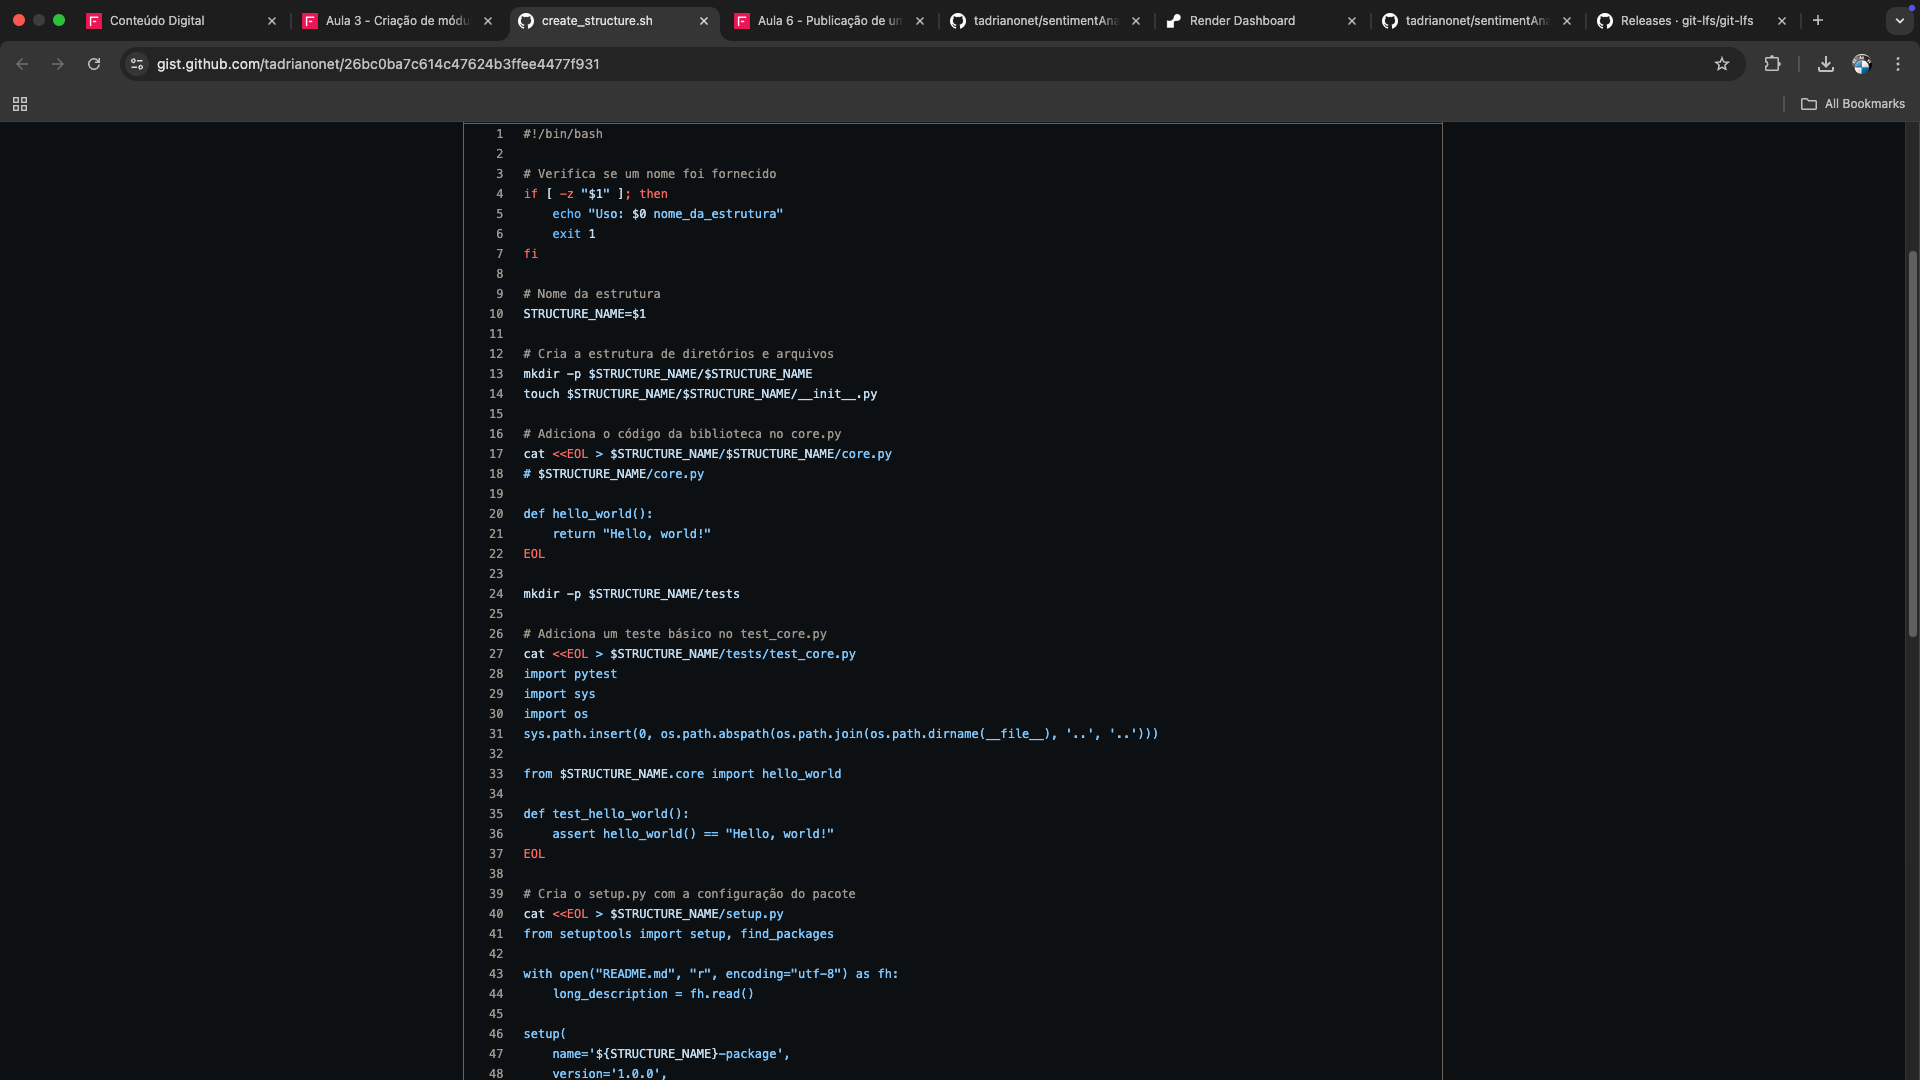 Conteúdo Digital
Aula 3 - Criação de módu
create_structure.sh
Aula 6 - Publicação de un
tadrianonet/sentimentAna
Render Dashboard
tadrianonet/sentimentAna
Releases · git-lfs/git-lfs
gist.github.com/tadrianonet/26bc0ba7c614c47624b3ffee4477f931
All Bookmarks
1 #!/bin/bash
2
3 # Verifica se um nome foi fornecido
4 if [ -z "$1" ]; then
5     echo "Uso: $0 nome_da_estrutura"
6     exit 1
7 fi
8
9 # Nome da estrutura
10 STRUCTURE_NAME=$1
11
12 # Cria a estrutura de diretórios e arquivos
13 mkdir -p $STRUCTURE_NAME/$STRUCTURE_NAME
14 touch $STRUCTURE_NAME/$STRUCTURE_NAME/__init__.py
15
16 # Adiciona o código da biblioteca no core.py
17 cat <<EOL > $STRUCTURE_NAME/$STRUCTURE_NAME/core.py
18 # $STRUCTURE_NAME/core.py
19
20 def hello_world():
21     return "Hello, world!"
22 EOL
23
24 mkdir -p $STRUCTURE_NAME/tests
25
26 # Adiciona um teste básico no test_core.py
27 cat <<EOL > $STRUCTURE_NAME/tests/test_core.py
28 import pytest
29 import sys
30 import os
31 sys.path.insert(0, os.path.abspath(os.path.join(os.path.dirname(__file__), '..', '..')))
32
33 from $STRUCTURE_NAME.core import hello_world
34
35 def test_hello_world():
36     assert hello_world() == "Hello, world!"
37 EOL
38
39 # Cria o setup.py com a configuração do pacote
40 cat <<EOL > $STRUCTURE_NAME/setup.py
41 from setuptools import setup, find_packages
42
43 with open("README.md", "r", encoding="utf-8") as fh:
44     long_description = fh.read()
45
46 setup(
47     name='${STRUCTURE_NAME}-package',
48     version='1.0.0',